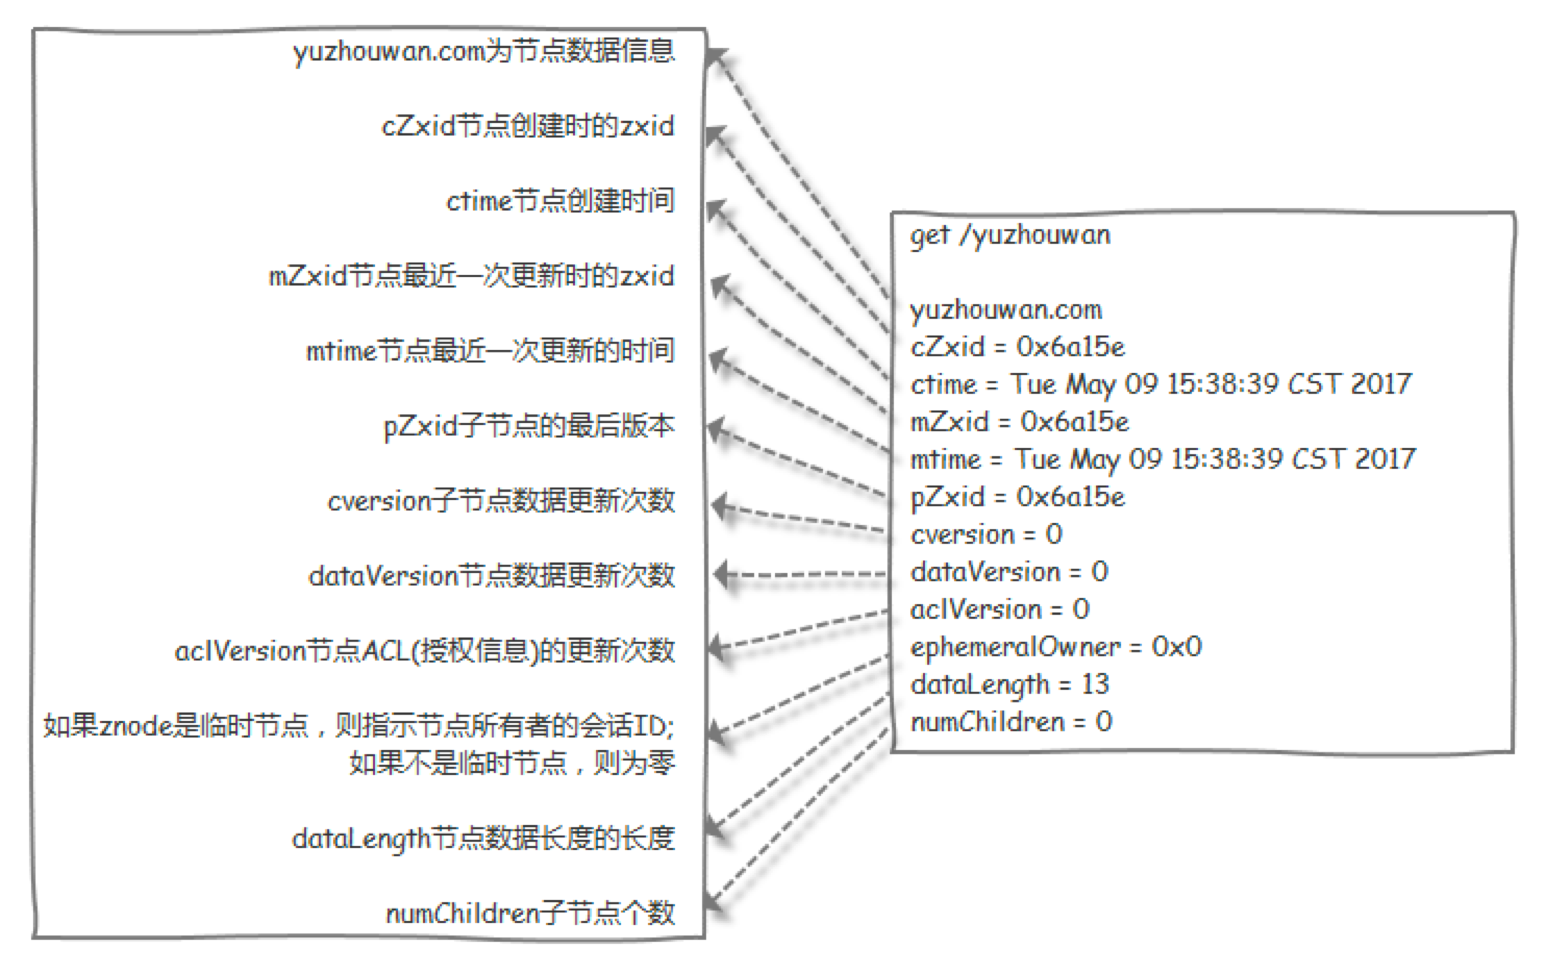 yuzhouwan.com为节点数据信息
cZxid节点创建时的zxid
ctime节点创建时间
mZxid节点最近一次更新时的zxid
mtime节点最近一次更新的时间
pZxid子节点的最后版本
cversion子节点数据更新次数
dataVersion节点数据更新次数
aclVersion节点ACL(授权信息)的更新次数
如果znode是临时节点，则指示节点所有者的会话ID;
如果不是临时节点，则为零
dataLength节点数据长度的长度
numChildren子节点个数
get /yuzhouwan
yuzhouwan.com
cZxid = 0x6a15e
ctime = Tue May 09 15:38:39 CST 2017
mZxid = 0x6a15e
mtime = Tue May 09 15:38:39 CST 2017
pZxid = 0x6a15e
cversion = 0
dataVersion = 0
aclVersion = 0
ephemeralOwner = 0x0
dataLength = 13
numChildren = 0